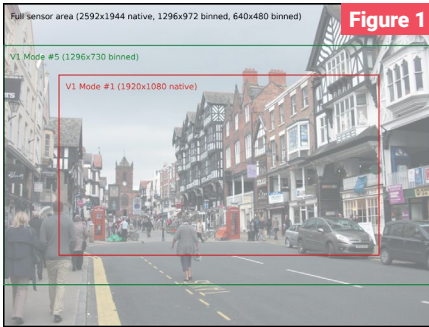 Full sensor area (2592x1944 native, 1296x972 binned, 640x480 binned)
Figure 1
V1 Mode #5 (1296x730 binned)
V1 Mode #1 (1920x1080 native)